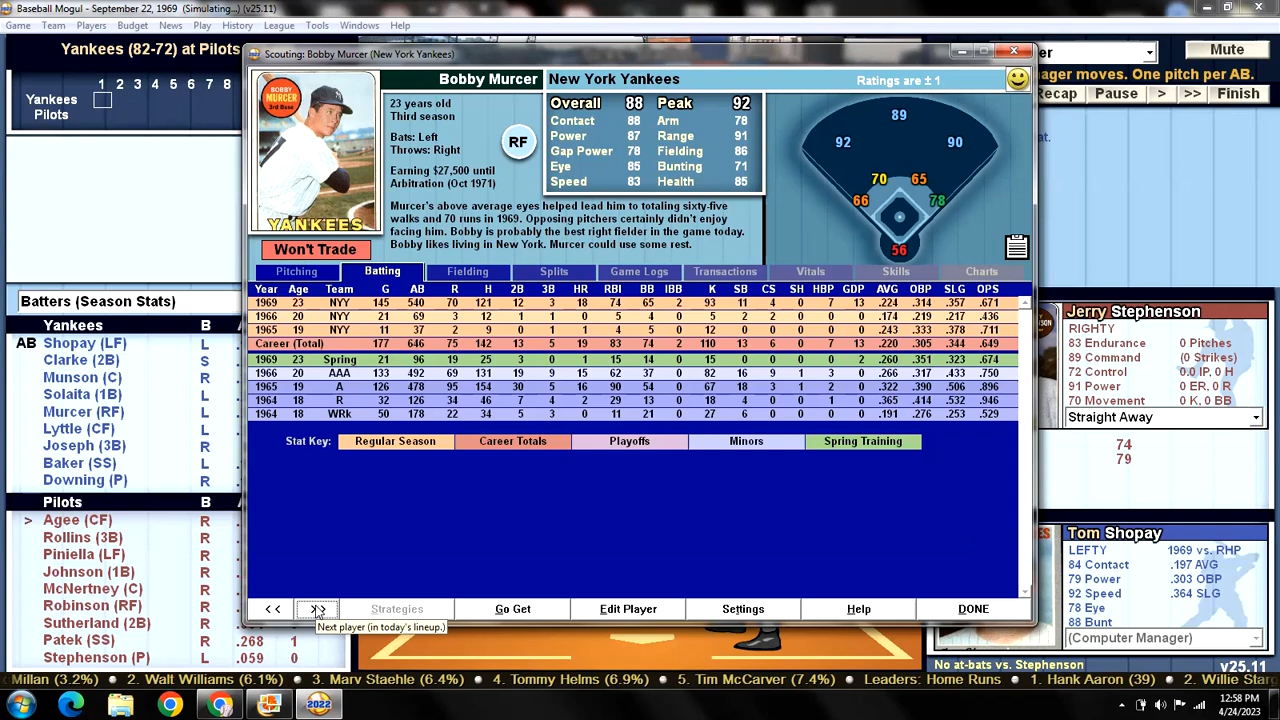 Baseball Mogul - September 22, 1969 (Simulating...) (v25.11)
Game Team Players Budget News Play History League Tools Windows Help
Yankees (82-72) at Pilots
1 2 3 4 5 6 7 8
Yankees
Pilots
Batters (Season Stats)
Yankees B
AB Shopay (LF) L
Clarke (2B) S
Munson (C) R
Solaita (1B) L
Murcer (RF) L
Lyttle (CF) L
Joseph (3B) R
Baker (SS) L
Downing (P) R
Pilots B
> Agee (CF) R
Rollins (3B) R
Piniella (LF) R
Johnson (1B) R
McNertney (C) R
Robinson (RF) R
Sutherland (2B) R
Patek (SS) R .268 1
Stephenson (P) L .059 0
Scouting: Bobby Murcer (New York Yankees)
BOBBY
MURCER
3rd Base
YANKEES
Bobby Murcer
New York Yankees
Ratings are ± 1
23 years old
Third season
Bats: Left
Throws: Right
Earning $27,500 until
Arbitration (Oct 1971)
RF
Overall 88 Peak 92
Contact 88 Arm 78
Power 87 Range 91
Gap Power 78 Fielding 86
Eye 85 Bunting 71
Speed 83 Health 85
89
92 90
70 65
66 78
56
Murcer's above average eyes helped lead him to totaling sixty-five
walks and 70 runs in 1969. Opposing pitchers certainly didn't enjoy
facing him. Bobby is probably the best right fielder in the game today.
Bobby likes living in New York. Murcer could use some rest.
Won't Trade
Pitching Batting Fielding Splits Game Logs Transactions Vitals Skills Charts
Year Age Team G AB R H 2B 3B HR RBI BB IBB K SB CS SH HBP GDP AVG OBP SLG OPS
1969 23 NYY 145 540 70 121 12 3 18 74 65 2 93 11 4 0 7 13 .224 .314 .357 .671
1966 20 NYY 21 69 3 12 1 1 0 5 4 0 5 2 2 0 0 0 .174 .219 .217 .436
1965 19 NYY 11 37 2 9 0 1 1 4 5 0 12 0 0 0 0 0 .243 .333 .378 .711
Career (Total) 177 646 75 142 13 5 19 83 74 2 110 13 6 0 7 13 .220 .305 .344 .649
1969 23 Spring 21 96 19 25 3 0 1 15 14 0 15 0 0 0 0 2 .260 .351 .323 .674
1966 20 AAA 133 492 69 131 19 9 15 62 37 0 82 16 9 1 3 0 .266 .317 .433 .750
1965 19 A 126 478 95 154 30 5 16 90 54 0 67 18 3 1 2 0 .322 .390 .506 .896
1964 18 R 32 126 34 46 7 4 2 29 13 0 18 4 0 0 1 0 .365 .414 .532 .946
1964 18 WRk 50 178 22 34 5 3 0 11 21 0 27 6 0 0 0 0 .191 .276 .253 .529
Stat Key: Regular Season Career Totals Playoffs Minors Spring Training
<< >> Strategies Go Get Edit Player Settings Help DONE
Next player (in today's lineup.)
Mute
ager moves. One pitch per AB.
Recap Pause > >> Finish
Jerry Stephenson
RIGHTY
83 Endurance 0 Pitches
89 Command (0 Strikes)
72 Control 0.0 IP, 0 H
91 Power 0 ER, 0 R
70 Movement 0 K, 0 BB
Straight Away
74
79
Tom Shopay
LEFTY 1969 vs. RHP
84 Contact .197 AVG
79 Power .303 OBP
92 Speed .364 SLG
78 Eye
88 Bunt
(Computer Manager)
No at-bats vs. Stephenson
v25.11
Millan (3.2%) 2. Walt Williams (6.1%) 3. Marv Staehle (6.4%) 4. Tommy Helms (6.9%) 5. Tim McCarver (7.4%) Leaders: Home Runs 1. Hank Aaron (39) 2. Willie Starg
2022
12:58 PM
4/24/2023